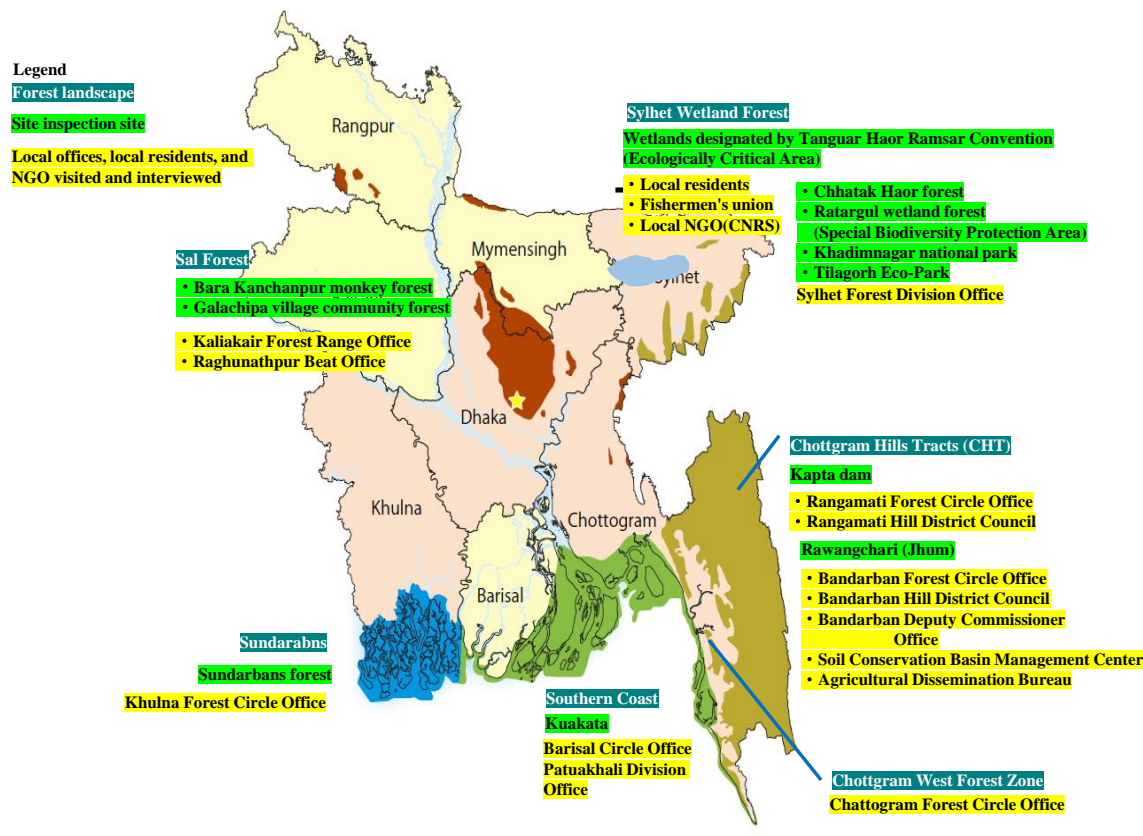 Legend
Forest landscape
Site inspection site
Local offices, local residents, and
NGO visited and interviewed
Rangpur
Mymensingh
Sylhet Wetland Forest
Wetlands designated by Tanguar Haor Ramsar Convention
(Ecologically Critical Area)
・Local residents
・Fishermen's union
・Local NGO(CNRS)
・Chhatak Haor forest
・Ratargul wetland forest
(Special Biodiversity Protection Area)
・Khadimnagar national park
・Tilagorh Eco-Park
Sylhet Forest Division Office
ylhet
Sal Forest
・Bara Kanchanpur monkey forest
・Galachipa village community forest
・Kaliakair Forest Range Office
・Raghunathpur Beat Office
Dhaka
Khulna
Chottogram
Barisal
Chottgram Hills Tracts (CHT)
Kapta dam
・Rangamati Forest Circle Office
・Rangamati Hill District Council
Rawangchari (Jhum)
・Bandarban Forest Circle Office
・Bandarban Hill District Council
・Bandarban Deputy Commissioner
Office
・Soil Conservation Basin Management Center
・Agricultural Dissemination Bureau
Sundarabns
Sundarbans forest
Khulna Forest Circle Office
Southern Coast
Kuakata
Barisal Circle Office
Patuakhali Division
Office
Chottgram West Forest Zone
Chattogram Forest Circle Office